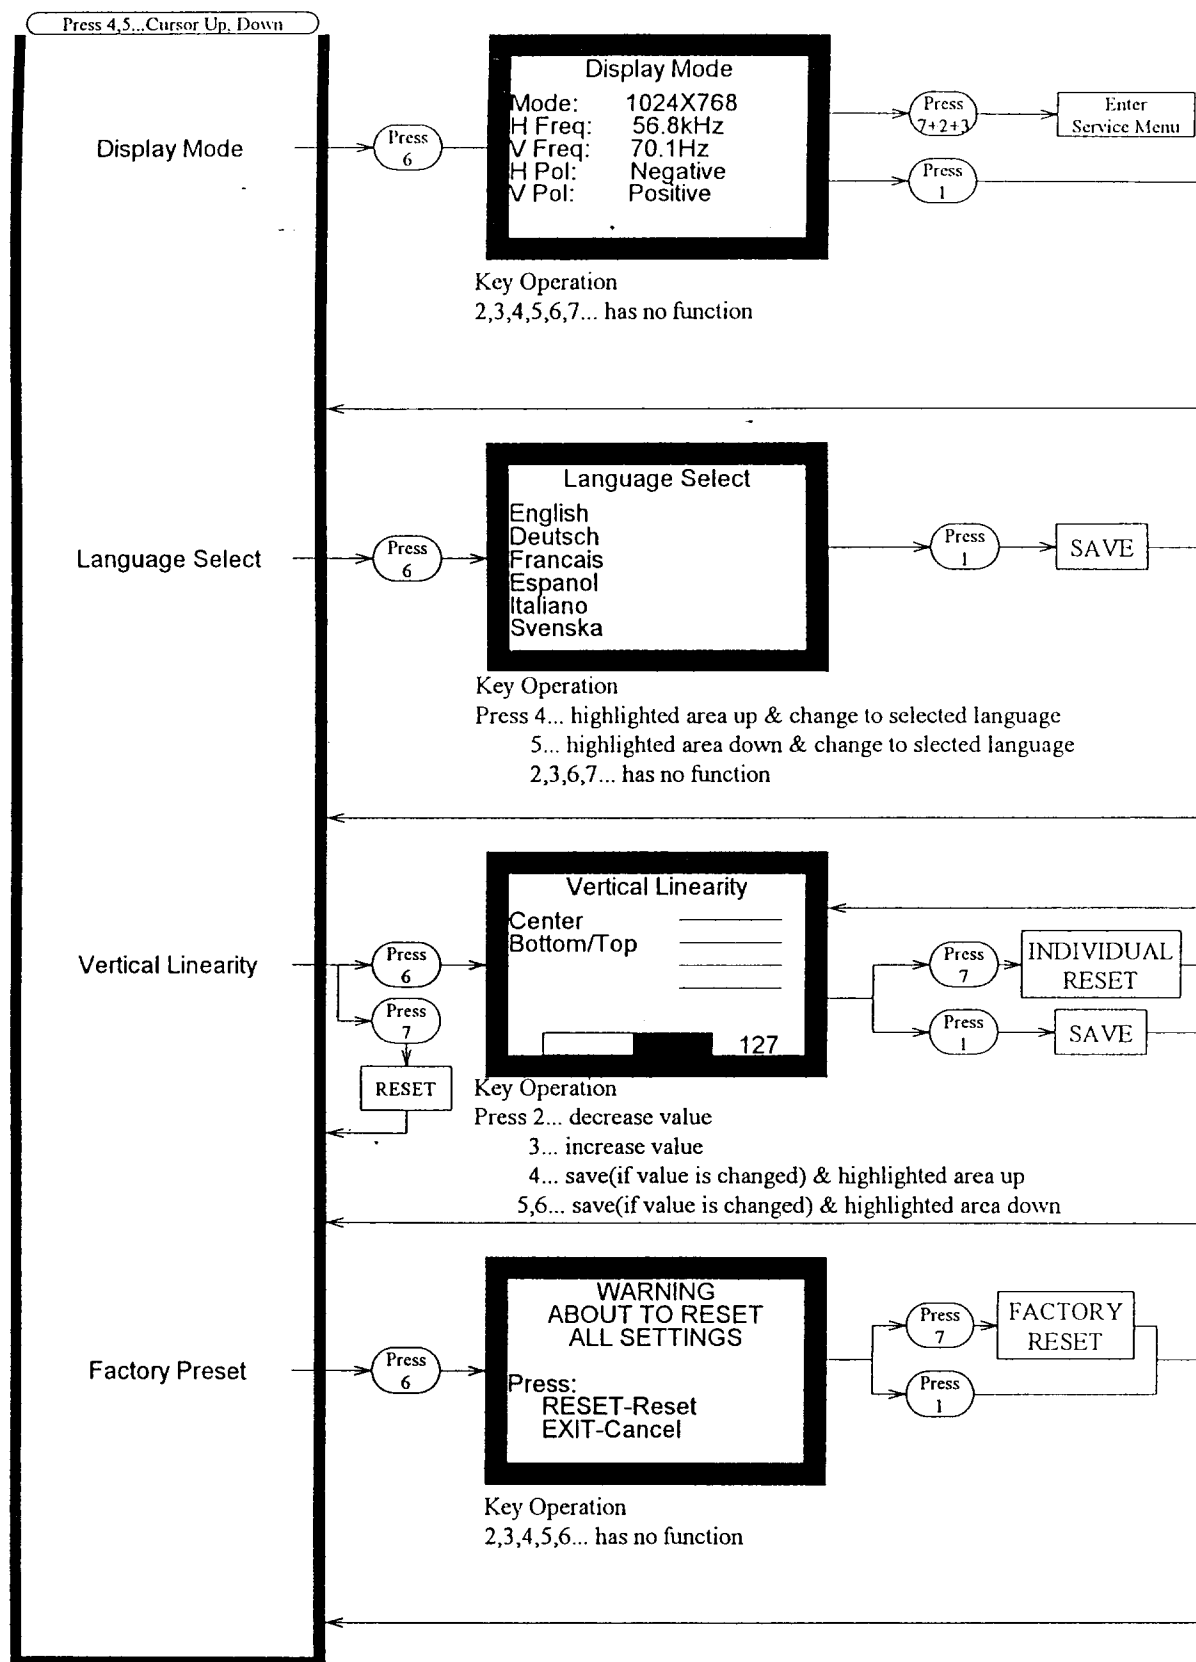 Press 4,5...Cursor Up, Down
Display Mode
Press
6
Display Mode
Mode: 1024X768
H Freq: 56.8kHz
V Freq: 70.1Hz
H Pol: Negative
V Pol: Positive
Press
7+2+3
Enter
Service Menu
Press
1
Key Operation
2,3,4,5,6,7... has no function
Language Select
Press
6
Language Select
English
Deutsch
Francais
Espanol
Italiano
Svenska
Press
1
SAVE
Key Operation
Press 4... highlighted area up & change to selected language
5... highlighted area down & change to slected language
2,3,6,7... has no function
Vertical Linearity
Press
6
Press
7
RESET
Vertical Linearity
Center
Bottom/Top
127
Press
7
INDIVIDUAL
RESET
Press
1
SAVE
Key Operation
Press 2... decrease value
3... increase value
4... save(if value is changed) & highlighted area up
5,6... save(if value is changed) & highlighted area down
Factory Preset
Press
6
WARNING
ABOUT TO RESET
ALL SETTINGS
Press:
RESET-Reset
EXIT-Cancel
Press
7
FACTORY
RESET
Press
1
Key Operation
2,3,4,5,6... has no function